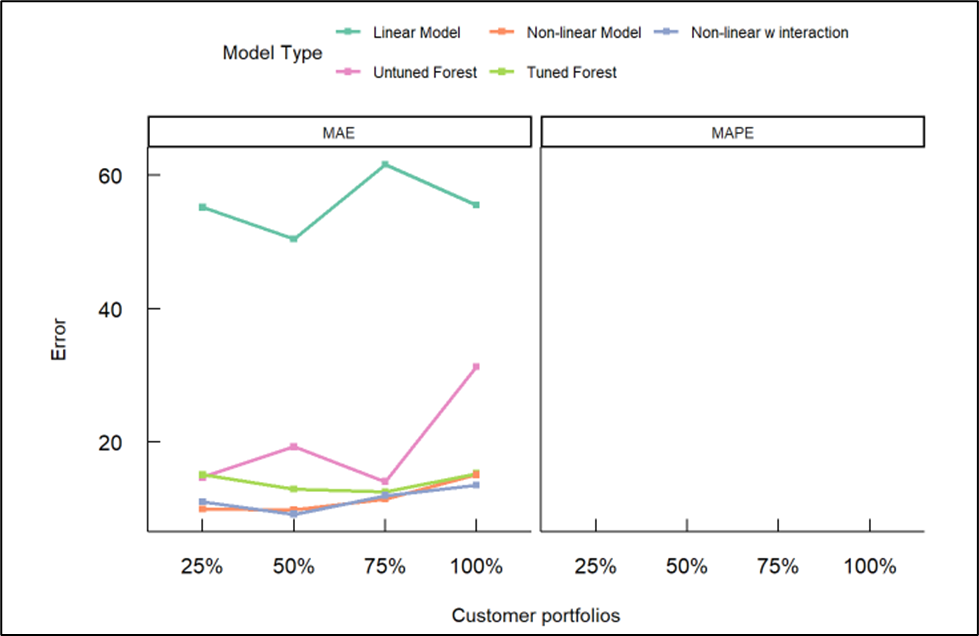 Model Type
Linear Model Non-linear Model Non-linear w interaction
Untuned Forest Tuned Forest
MAE MAPE
60
40
20
Error
25% 50% 75% 100% 25% 50% 75% 100%
Customer portfolios